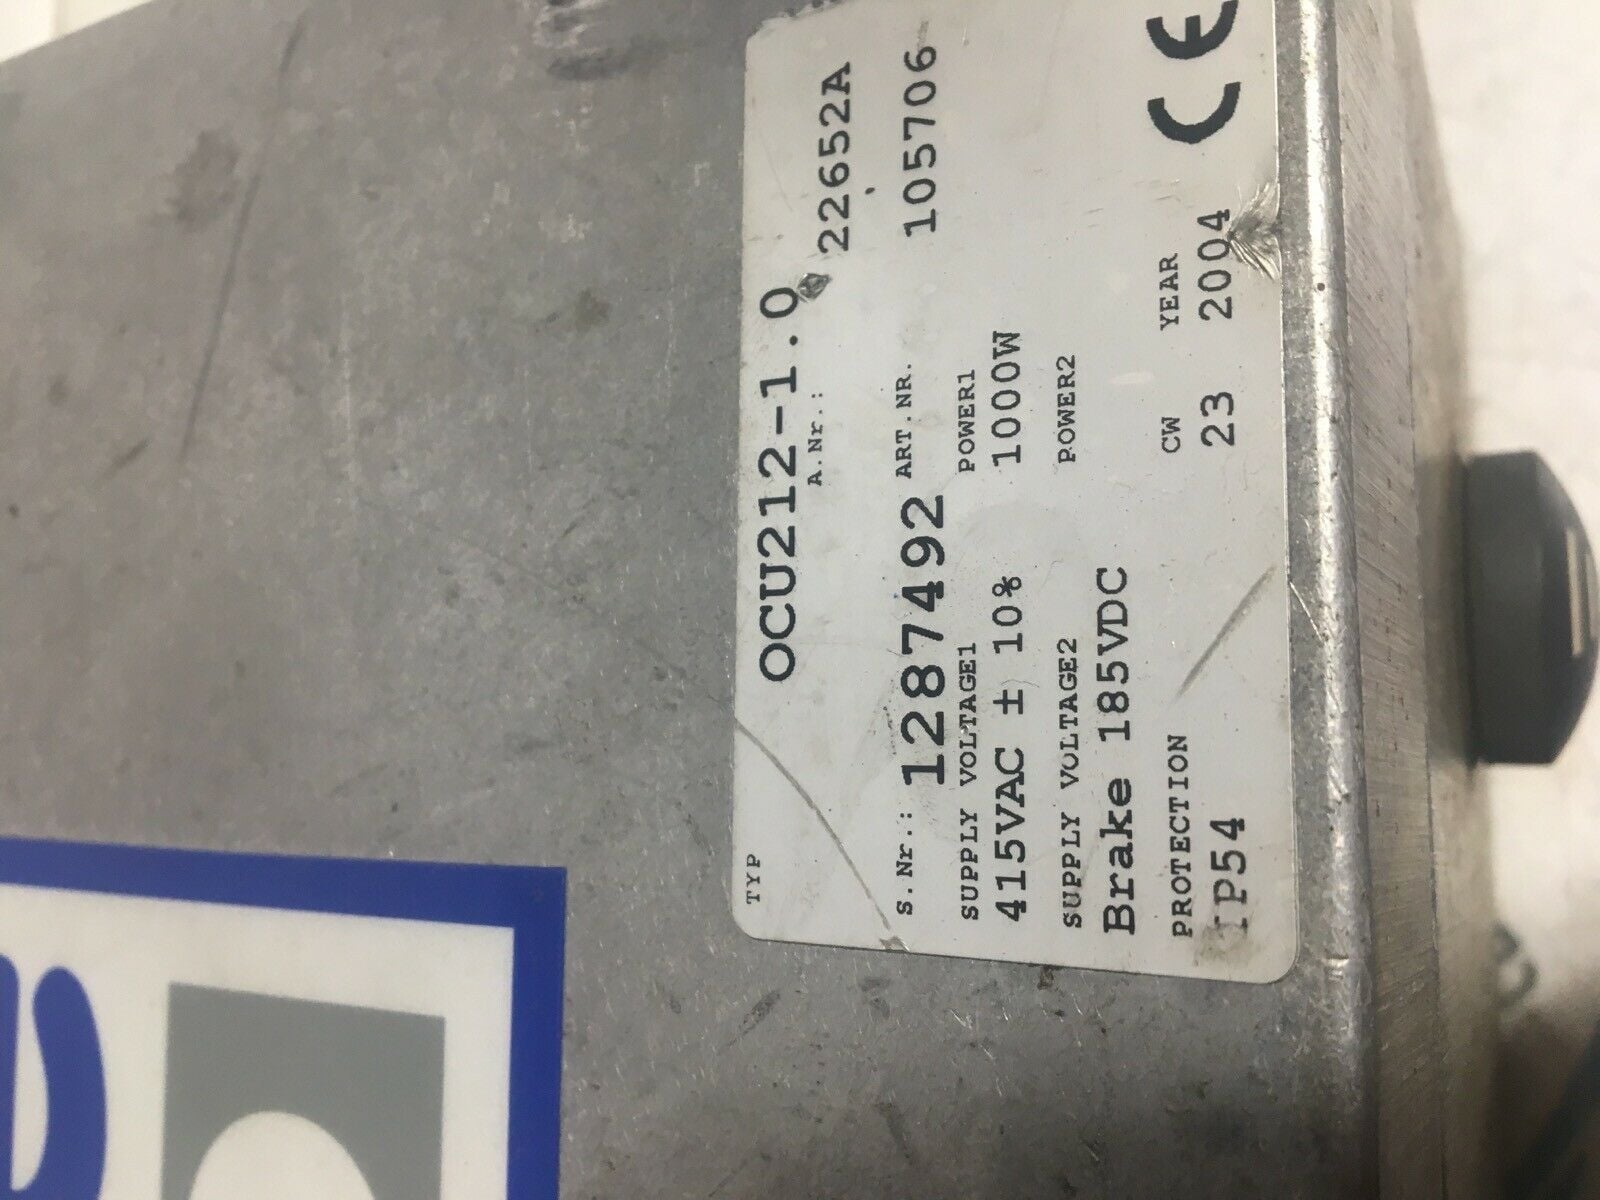 TYP OCU212-1.0
A.Nr.: 22652A
S.Nr.: 1287492 ART.NR. 105706
SUPPLY VOLTAGE1 POWER1
415VAC ± 10% 1000W
SUPPLY VOLTAGE2 POWER2
Brake 185VDC
PROTECTION CW YEAR
IP54 23 2004
CE